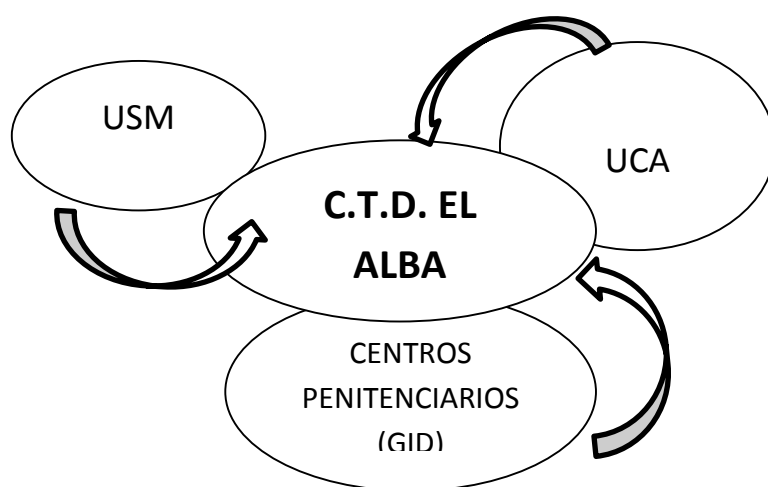 USM
UCA
C.T.D. EL
ALBA
CENTROS
PENITENCIARIOS
(GID)